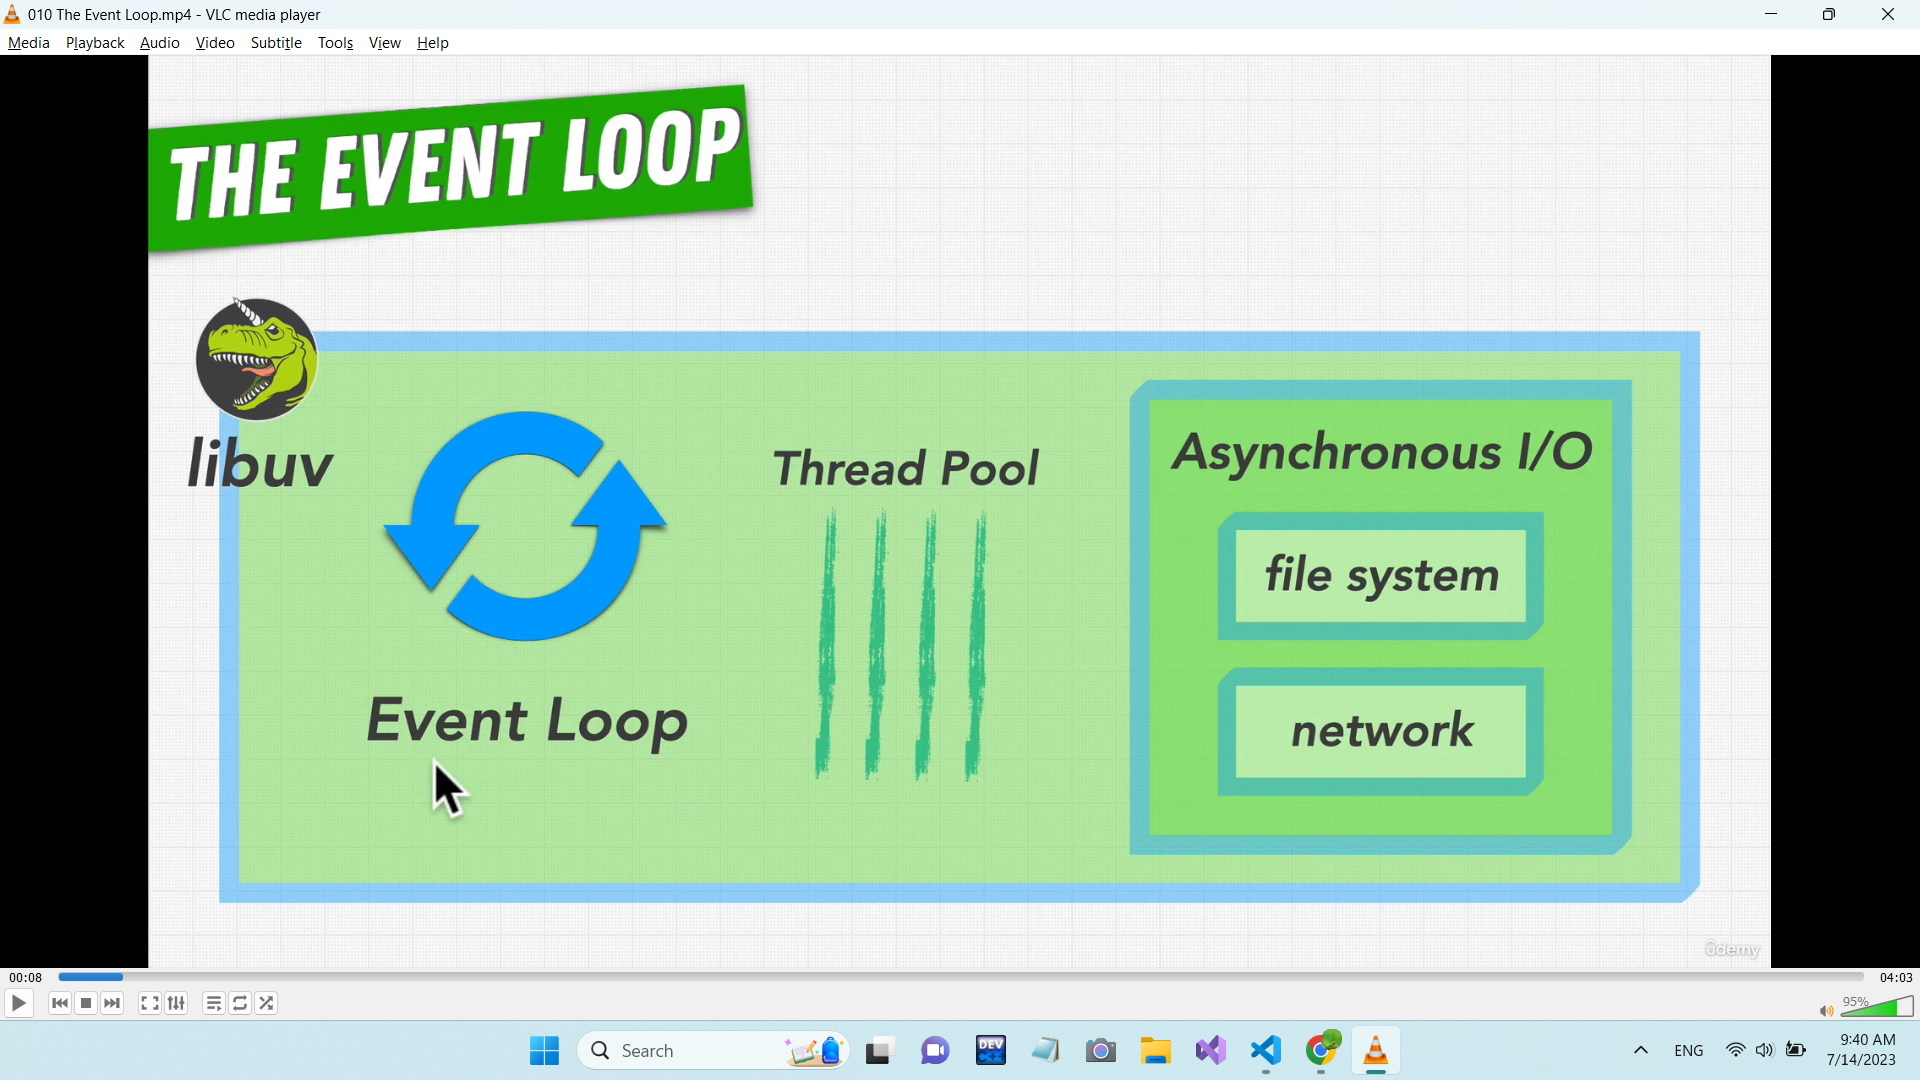 010 The Event Loop.mp4 - VLC media player
Media Playback Audio Video Subtitle Tools View Help
THE EVENT LOOP
libuv
Event Loop
Thread Pool
Asynchronous I/O
file system
network
ûdemy
00:08
04:03
95%
Search
DEV
C++
ENG
9:40 AM
7/14/2023